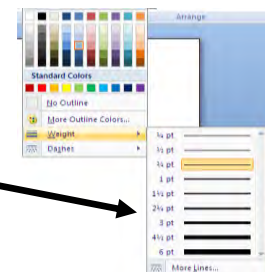 Arrange
Standard Colors
No Outline
More Outline Colors...
Weight
Dashes
¼ pt
½ pt
¾ pt
1 pt
1½ pt
2¼ pt
3 pt
4½ pt
6 pt
More Lines...